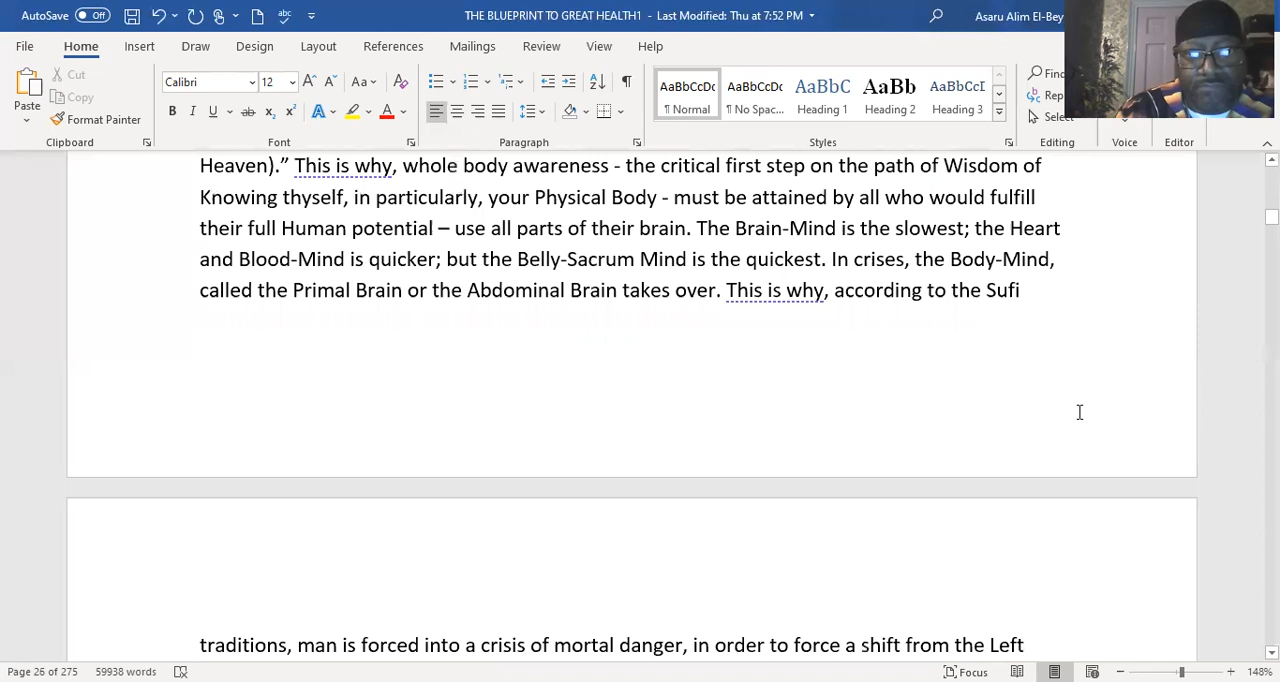 AutoSave Off THE BLUEPRINT TO GREAT HEALTH1 - Last Modified: Thu at 7:52 PM Asaru Alim El-Bey
File Home Insert Draw Design Layout References Mailings Review View Help
Paste
Cut
Copy
Format Painter
Calibri 12
Aa
B I U ab x₂ x² A A
AaBbCcDc AaBbCcDc AaBbC AaBb AaBbCcI
¶ Normal ¶ No Spac... Heading 1 Heading 2 Heading 3
Find
Rep
Select
Clipboard Font Paragraph Styles Editing Voice Editor
Heaven).” This is why, whole body awareness - the critical first step on the path of Wisdom of
Knowing thyself, in particularly, your Physical Body - must be attained by all who would fulfill
their full Human potential – use all parts of their brain. The Brain-Mind is the slowest; the Heart
and Blood-Mind is quicker; but the Belly-Sacrum Mind is the quickest. In crises, the Body-Mind,
called the Primal Brain or the Abdominal Brain takes over. This is why, according to the Sufi
traditions, man is forced into a crisis of mortal danger, in order to force a shift from the Left
Page 26 of 275 59938 words Focus 148%